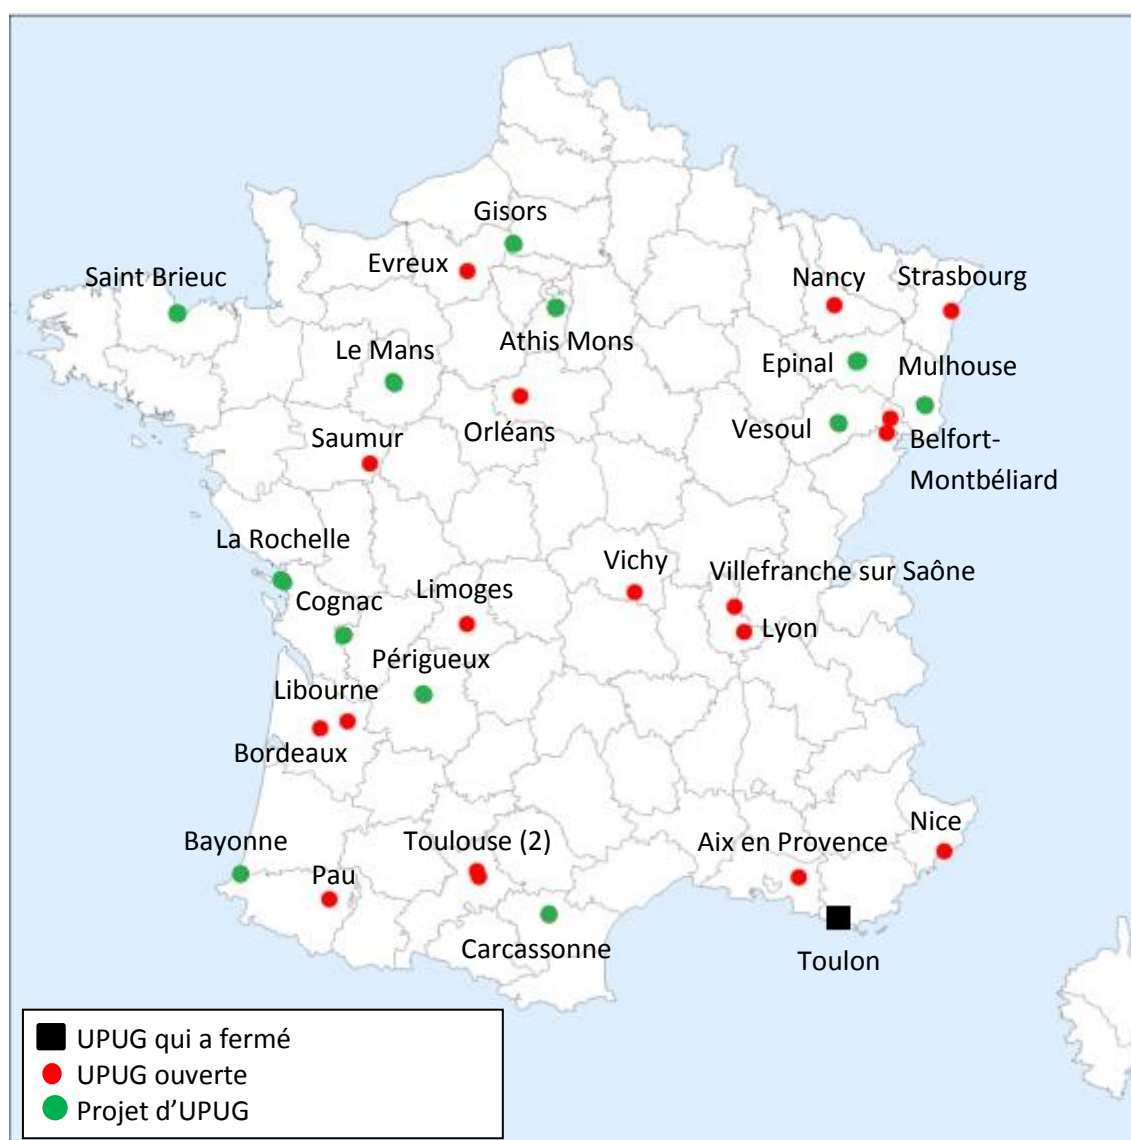 Gisors
Evreux
Saint Brieuc
Nancy
Strasbourg
Athis Mons
Le Mans
Epinal
Mulhouse
Orléans
Vesoul
Saumur
Belfort-
Montbéliard
La Rochelle
Vichy
Villefranche sur Saône
Limoges
Cognac
Lyon
Périgueux
Libourne
Bordeaux
Nice
Bayonne
Toulouse (2)
Aix en Provence
Pau
Carcassonne
Toulon
UPUG qui a fermé
UPUG ouverte
Projet d’UPUG